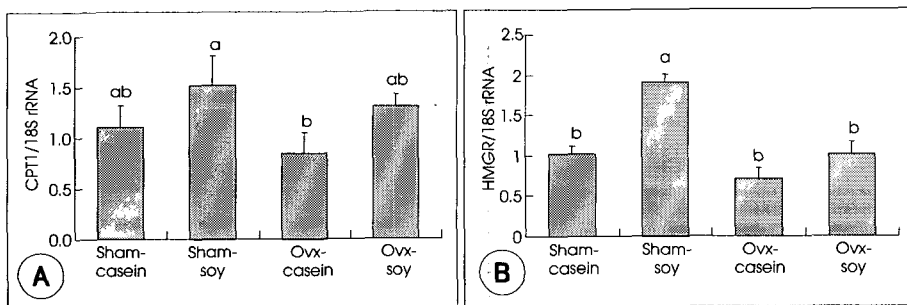 CPT1/18S rRNA
2.0
1.5
1.0
0.5
0.0
ab
a
b
ab
Sham-casein
Sham-soy
Ovx-casein
Ovx-soy
A
HMGR/18S rRNA
2.5
2
1.5
1
0.5
0
b
a
b
b
Sham-casein
Sham-soy
Ovx-casein
Ovx-soy
B